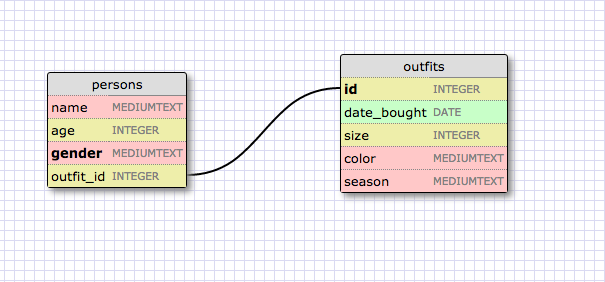 persons
name MEDIUMTEXT
age INTEGER
gender MEDIUMTEXT
outfit_id INTEGER
outfits
id INTEGER
date_bought DATE
size INTEGER
color MEDIUMTEXT
season MEDIUMTEXT